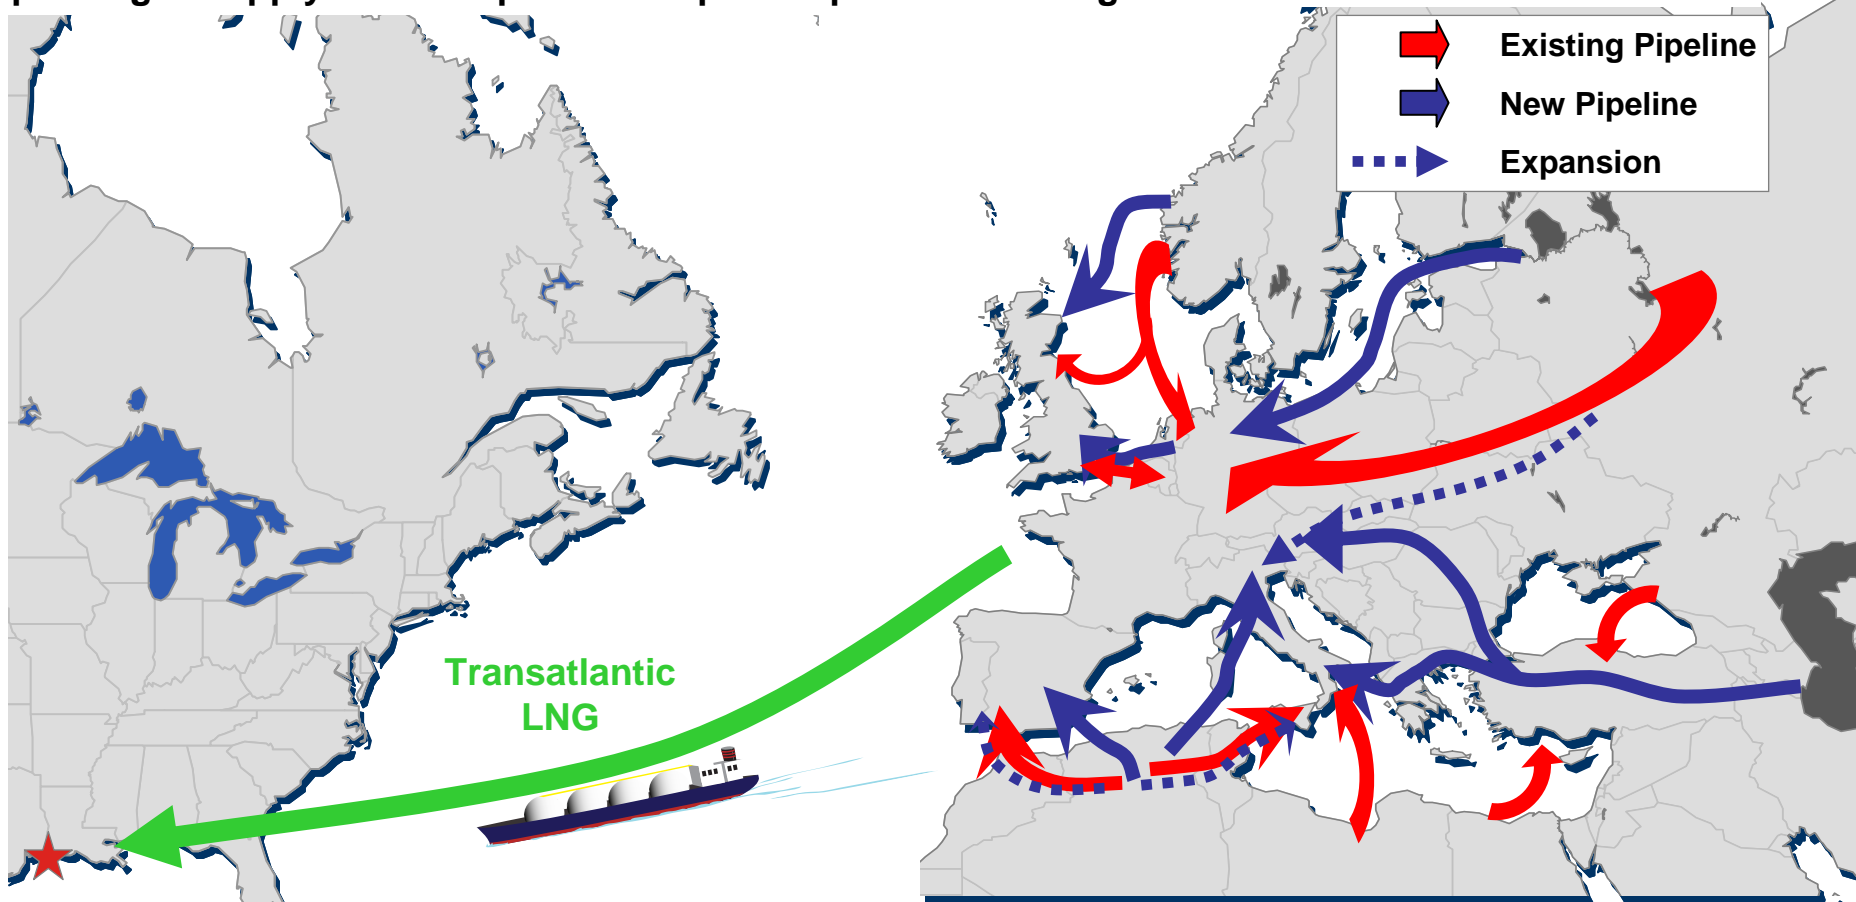 Existing Pipeline
New Pipeline
Expansion
Transatlantic
LNG